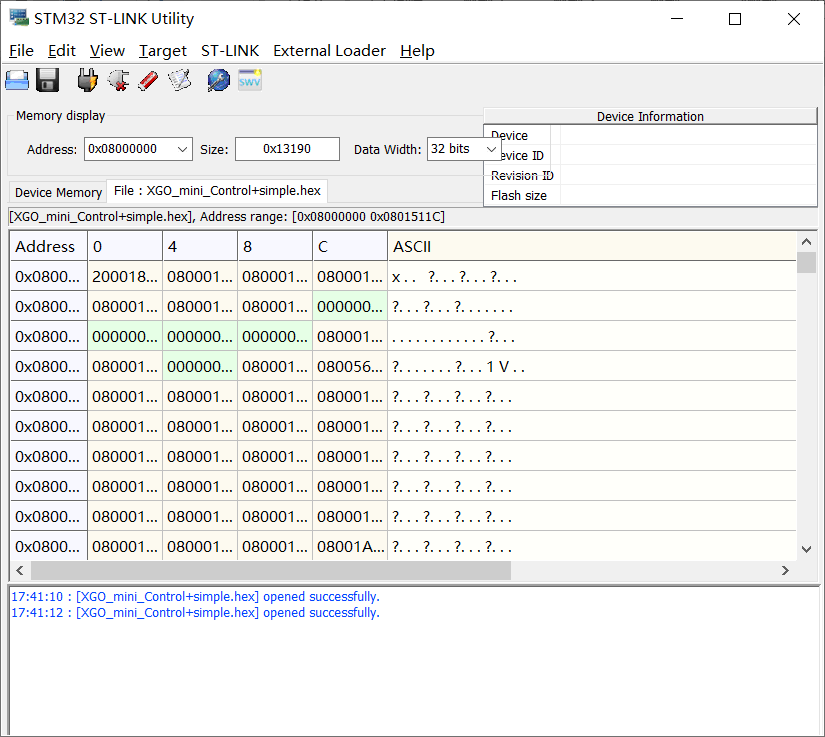 STM32 ST-LINK Utility
File Edit View Target ST-LINK External Loader Help
SWV
Memory display
Address: 0x08000000 Size: 0x13190 Data Width: 32 bits
Device Information
Device
Device ID
Revision ID
Flash size
Device Memory File : XGO_mini_Control+simple.hex
[XGO_mini_Control+simple.hex], Address range: [0x08000000 0x0801511C]
Address 0 4 8 C ASCII
0x0800... 200018... 080001... 080001... 080001... x . . ? . . . ? . . . ? . . .
0x0800... 080001... 080001... 080001... 000000... ? . . . ? . . . ? . . . . . . .
0x0800... 000000... 000000... 000000... 080001... . . . . . . . . . . . . ? . . .
0x0800... 080001... 000000... 080001... 080056... ? . . . . . . . ? . . . 1 V . .
0x0800... 080001... 080001... 080001... 080001... ? . . . ? . . . ? . . . ? . . .
0x0800... 080001... 080001... 080001... 080001... ? . . . ? . . . ? . . . ? . . .
0x0800... 080001... 080001... 080001... 080001... ? . . . ? . . . ? . . . ? . . .
0x0800... 080001... 080001... 080001... 080001... ? . . . ? . . . ? . . . ? . . .
0x0800... 080001... 080001... 080001... 080001... ? . . . ? . . . ? . . . ? . . .
0x0800... 080001... 080001... 080001... 08001A... ? . . . ? . . . ? . . . ? . . .
17:41:10 : [XGO_mini_Control+simple.hex] opened successfully.
17:41:12 : [XGO_mini_Control+simple.hex] opened successfully.